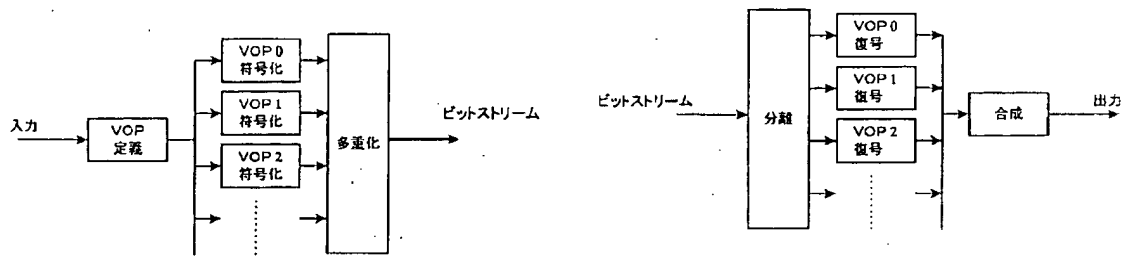 入力
VOP
定義
VOP 0
符号化
VOP 1
符号化
VOP 2
符号化
多重化
ビットストリーム
ビットストリーム
分離
VOP 0
復号
VOP 1
復号
VOP 2
復号
合成
出力